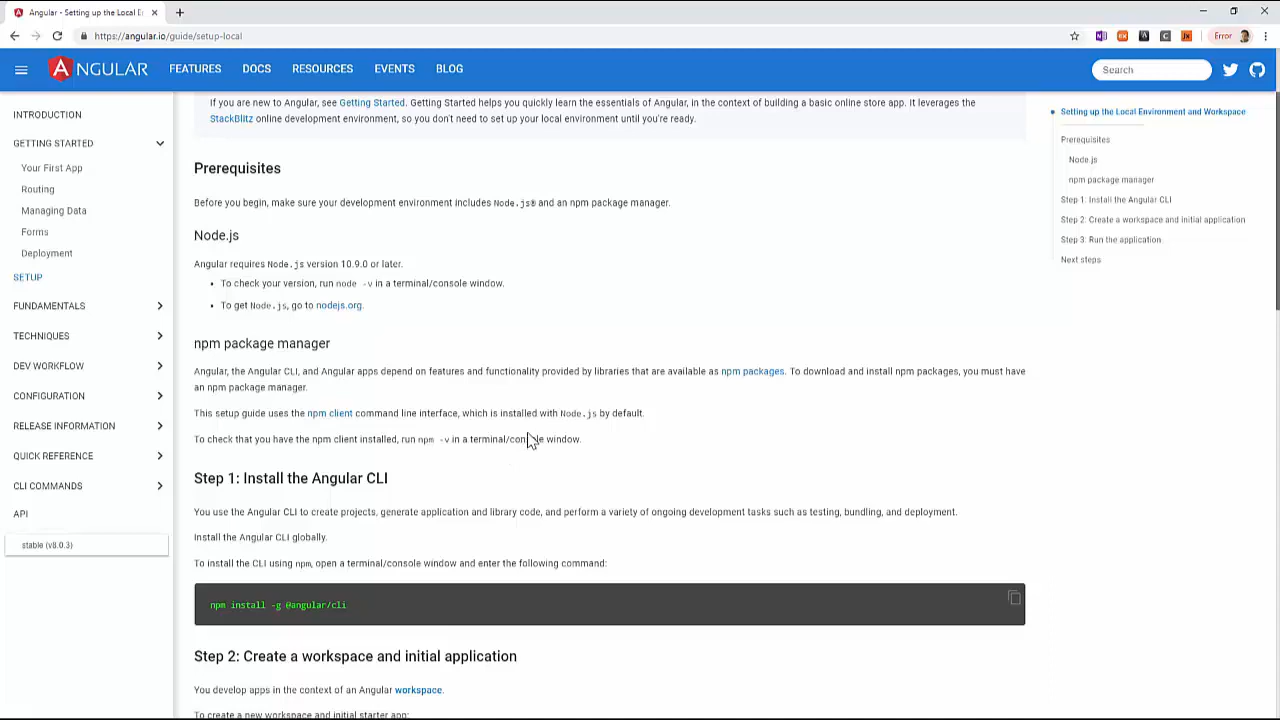 Angular - Setting up the Local E
https://angular.io/guide/setup-local
Error
ANGULAR
FEATURES
DOCS
RESOURCES
EVENTS
BLOG
Search
INTRODUCTION
GETTING STARTED
Your First App
Routing
Managing Data
Forms
Deployment
SETUP
FUNDAMENTALS
TECHNIQUES
DEV WORKFLOW
CONFIGURATION
RELEASE INFORMATION
QUICK REFERENCE
CLI COMMANDS
API
stable (v8.0.3)
If you are new to Angular, see Getting Started. Getting Started helps you quickly learn the essentials of Angular, in the context of building a basic online store app. It leverages the
StackBlitz online development environment, so you don't need to set up your local environment until you're ready.
Prerequisites
Before you begin, make sure your development environment includes Node.js® and an npm package manager.
Node.js
Angular requires Node.js version 10.9.0 or later.
• To check your version, run node -v in a terminal/console window.
• To get Node.js, go to nodejs.org.
npm package manager
Angular, the Angular CLI, and Angular apps depend on features and functionality provided by libraries that are available as npm packages. To download and install npm packages, you must have
an npm package manager.
This setup guide uses the npm client command line interface, which is installed with Node.js by default.
To check that you have the npm client installed, run npm -v in a terminal/console window.
Step 1: Install the Angular CLI
You use the Angular CLI to create projects, generate application and library code, and perform a variety of ongoing development tasks such as testing, bundling, and deployment.
Install the Angular CLI globally.
To install the CLI using npm, open a terminal/console window and enter the following command:
npm install -g @angular/cli
Step 2: Create a workspace and initial application
You develop apps in the context of an Angular workspace.
To create a new workspace and initial starter app:
Setting up the Local Environment and Workspace
Prerequisites
Node.js
npm package manager
Step 1: Install the Angular CLI
Step 2: Create a workspace and initial application
Step 3: Run the application
Next steps